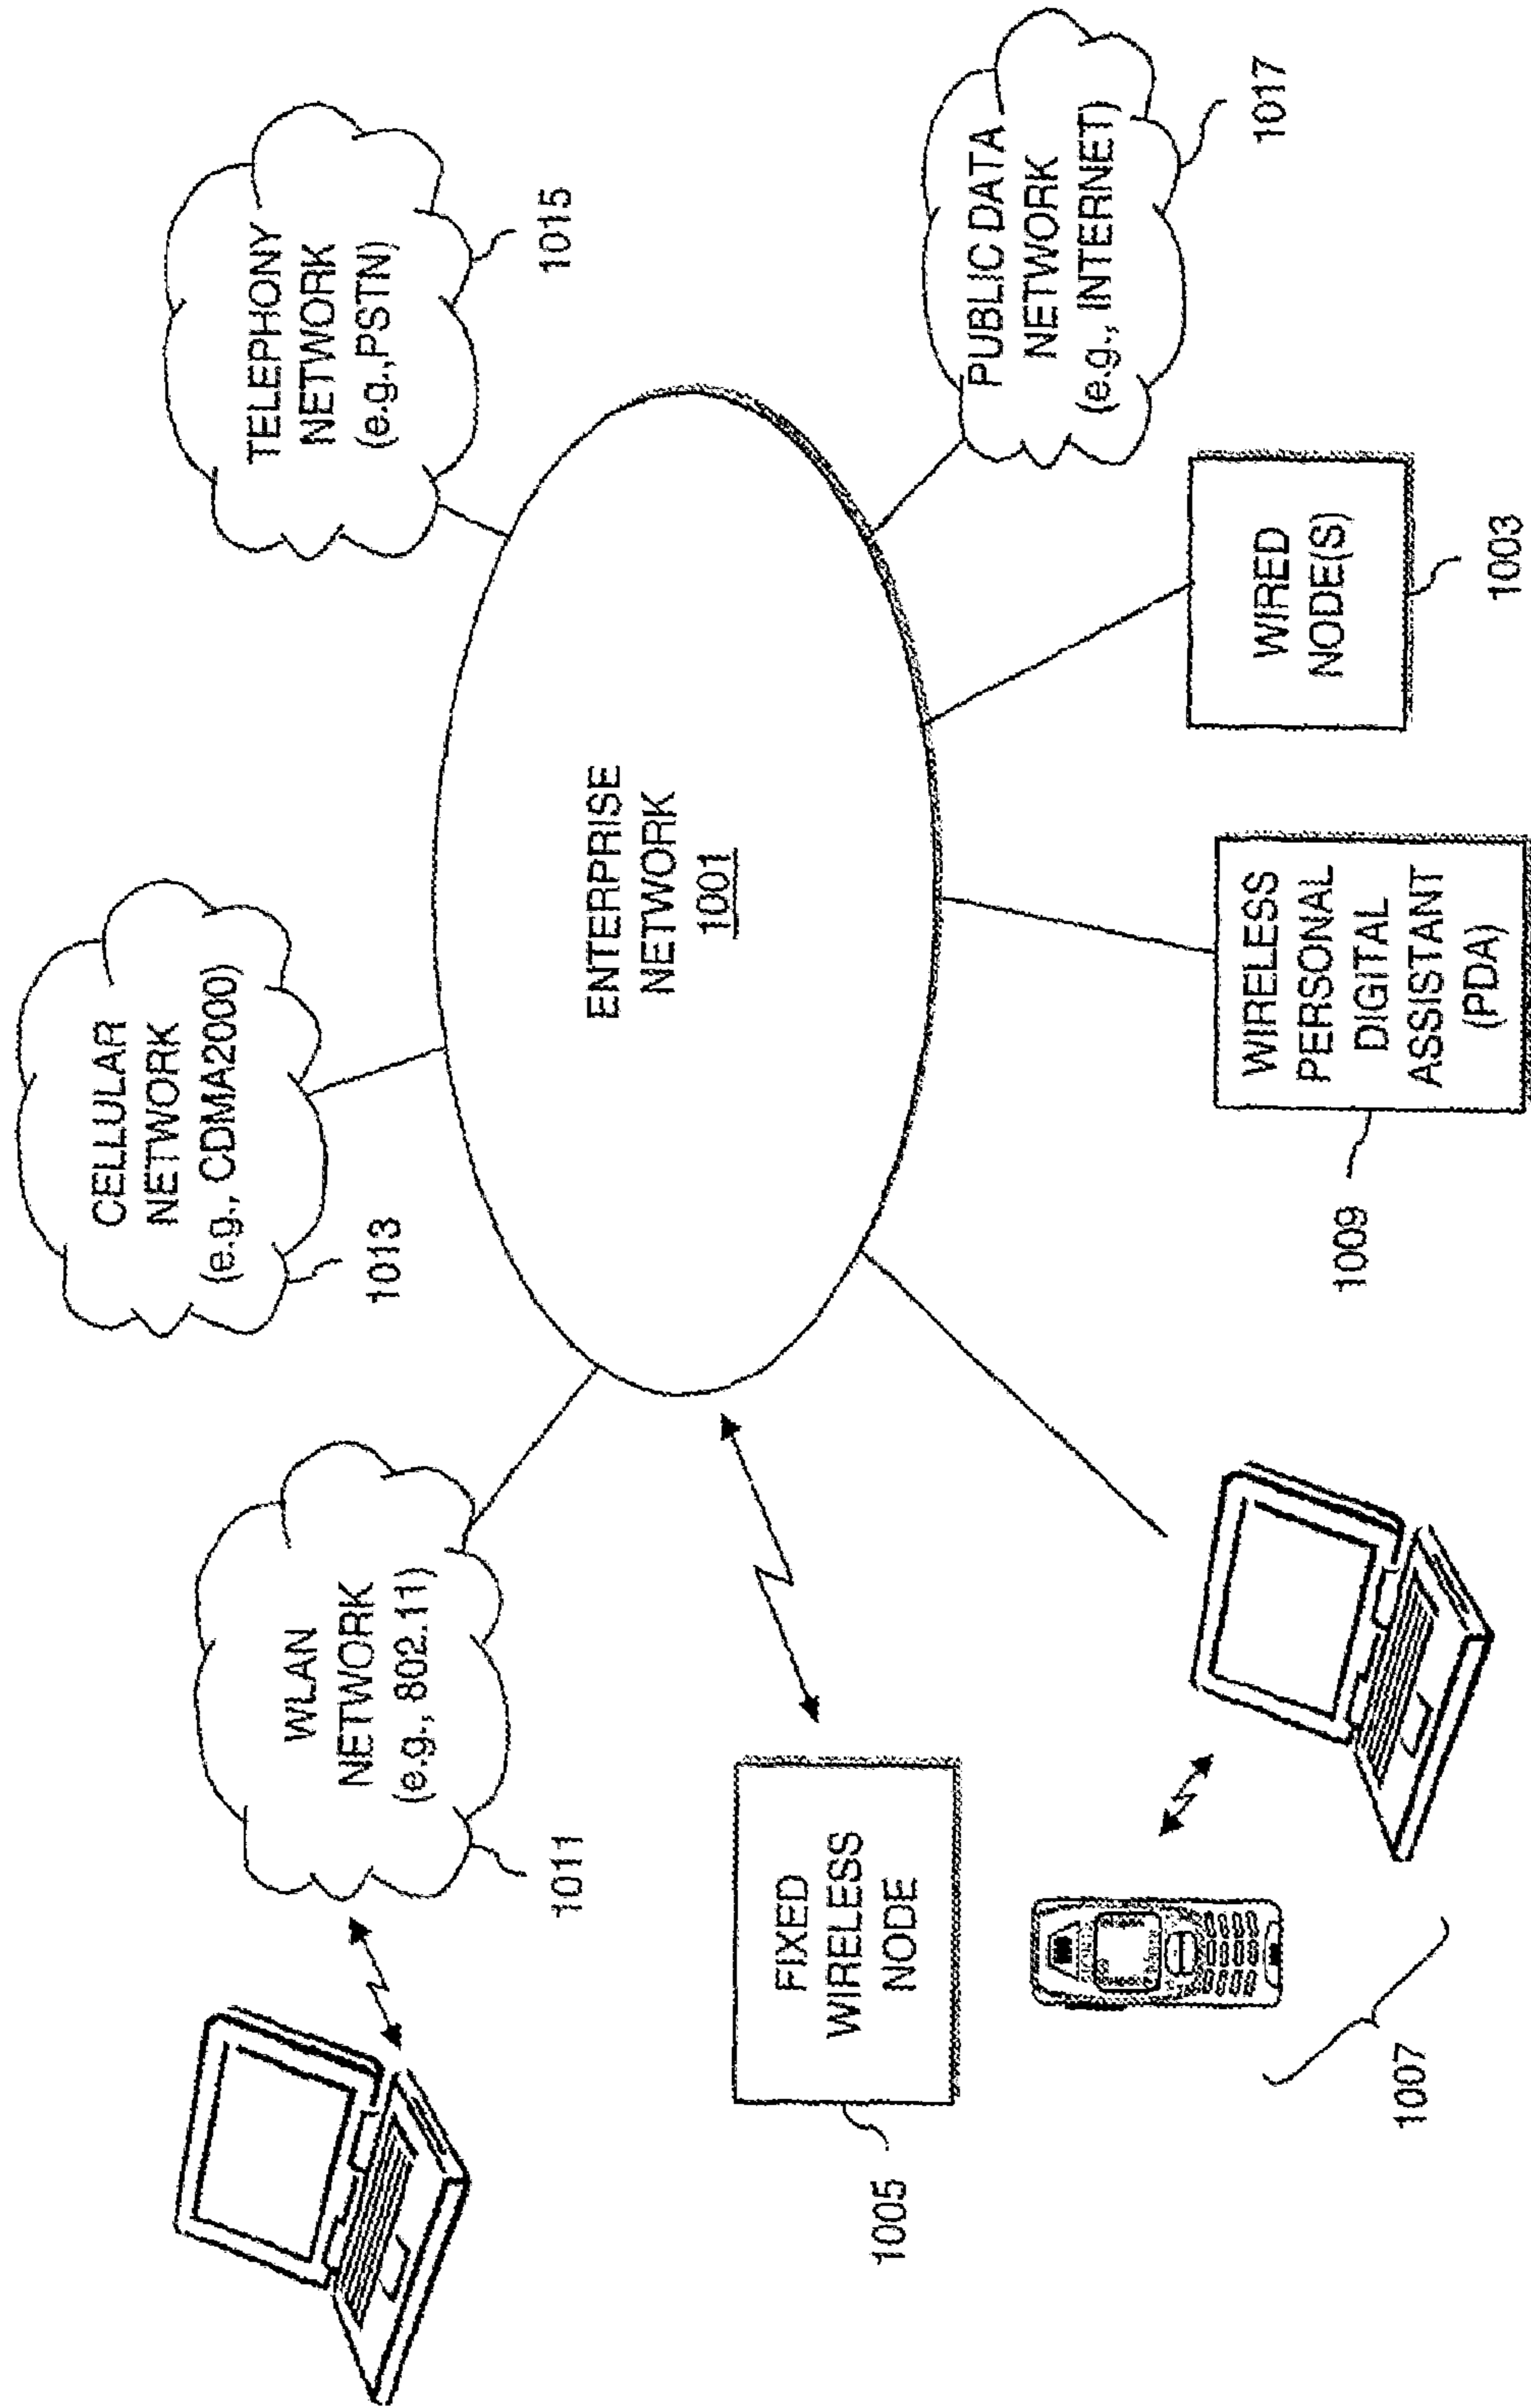 WLAN
NETWORK
(e.g., 802.11)
1011
CELLULAR
NETWORK
(e.g., CDMA2000)
1013
TELEPHONY
NETWORK
(e.g.,PSTN)
1015
ENTERPRISE
NETWORK
1001
FIXED
WIRELESS
NODE
1005
1007
WIRELESS
PERSONAL
DIGITAL
ASSISTANT
(PDA)
1009
WIRED
NODE(S)
1003
PUBLIC DATA
NETWORK
(e.g., INTERNET)
1017